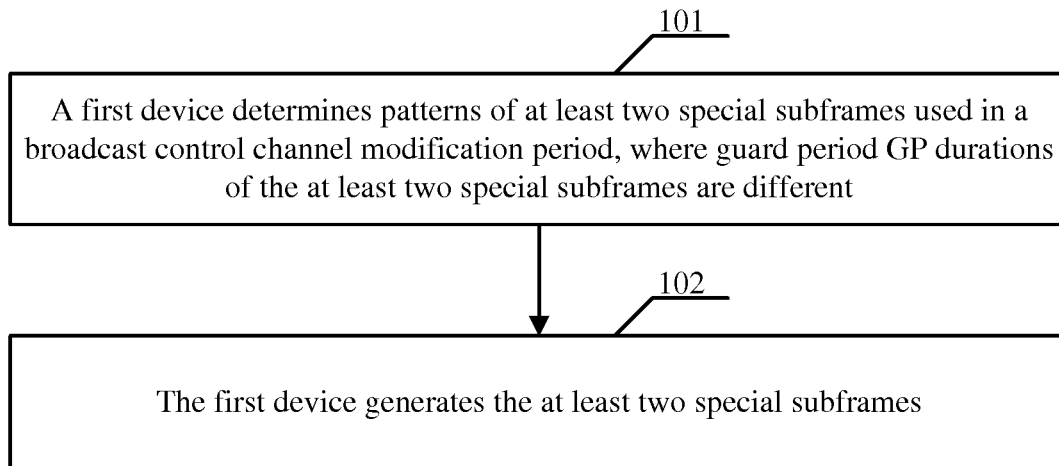 101
A first device determines patterns of at least two special subframes used in a
broadcast control channel modification period, where guard period GP durations
of the at least two special subframes are different
102
The first device generates the at least two special subframes